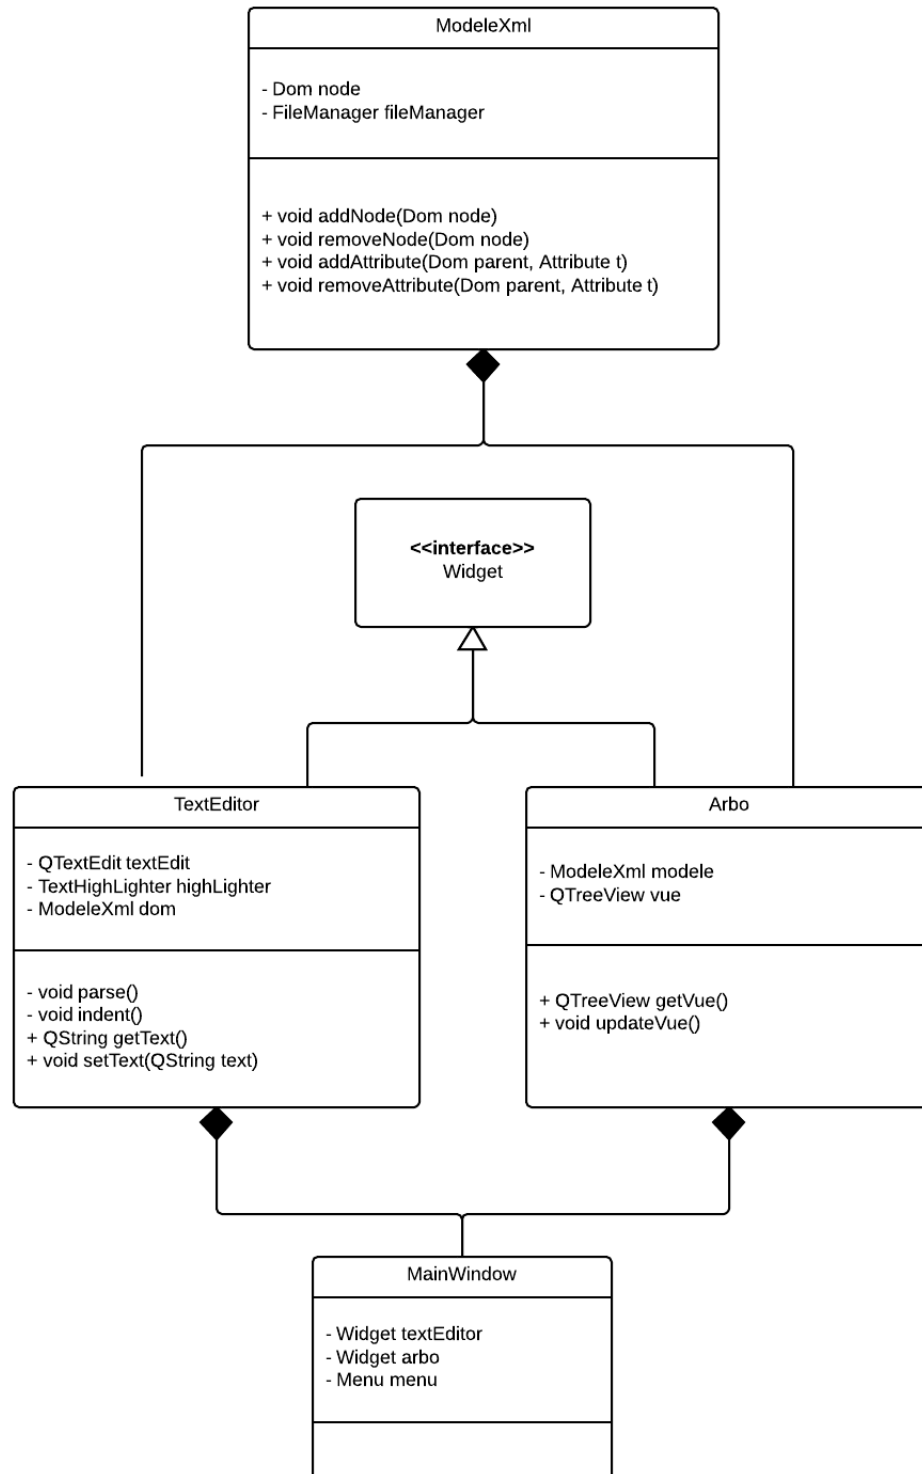 ModeleXml
- Dom node
- FileManager fileManager
+ void addNode(Dom node)
+ void removeNode(Dom node)
+ void addAttribute(Dom parent, Attribute t)
+ void removeAttribute(Dom parent, Attribute t)
<<interface>>
Widget
TextEditor
- QTextEdit textEdit
- TextHighLighter highLighter
- ModeleXml dom
- void parse()
- void indent()
+ QString getText()
+ void setText(QString text)
Arbo
- ModeleXml modele
- QTreeView vue
+ QTreeView getVue()
+ void updateVue()
MainWindow
- Widget textEditor
- Widget arbo
- Menu menu